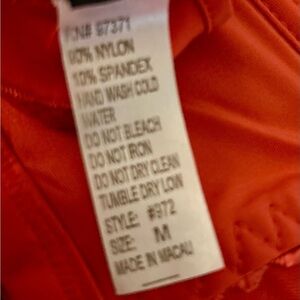 RN# 97371
90% NYLON
10% SPANDEX
HAND WASH COLD
WATER
DO NOT BLEACH
DO NOT IRON
DO NOT DRY CLEAN
TUMBLE DRY LOW
STYLE: #972
SIZE: M
MADE IN MACAU